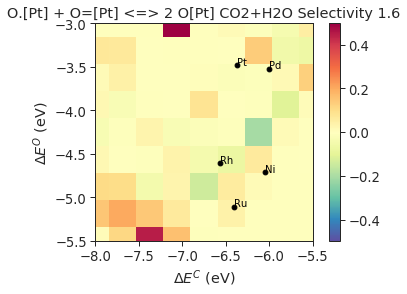 O.[Pt] + O=[Pt] <=> 2 O[Pt] CO2+H2O Selectivity 1.6
−3.0
−3.5
−4.0
−4.5
−5.0
−5.5
ΔE^O (eV)
Pt
Pd
Rh
Ni
Ru
−8.0 −7.5 −7.0 −6.5 −6.0 −5.5
ΔE^C (eV)
0.4
0.2
0.0
−0.2
−0.4